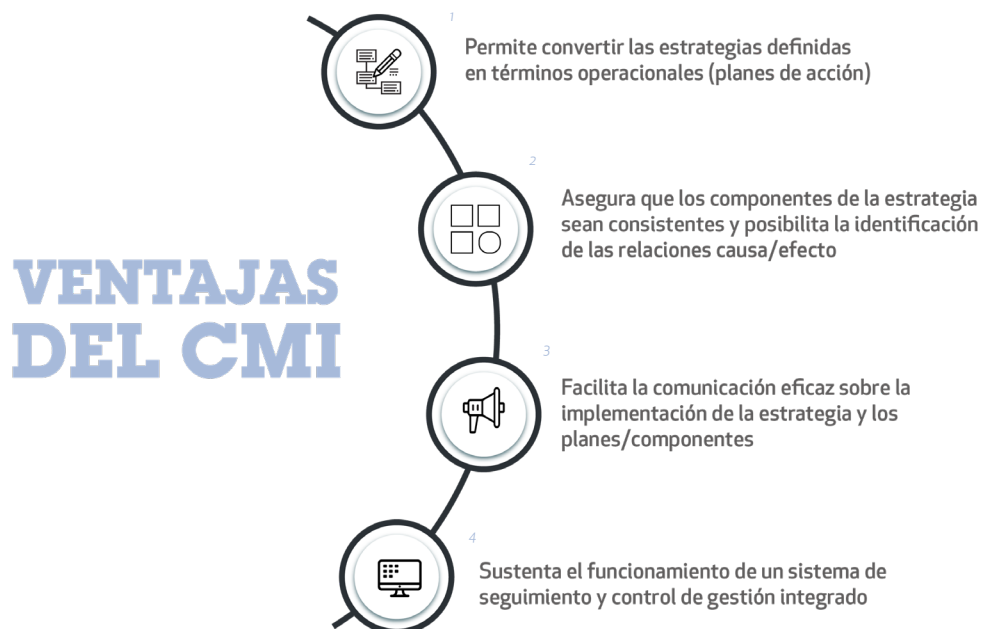 VENTAJAS
DEL CMI
1
Permite convertir las estrategias definidas
en términos operacionales (planes de acción)
2
Asegura que los componentes de la estrategia
sean consistentes y posibilita la identificación
de las relaciones causa/efecto
3
Facilita la comunicación eficaz sobre la
implementación de la estrategia y los
planes/componentes
4
Sustenta el funcionamiento de un sistema de
seguimiento y control de gestión integrado